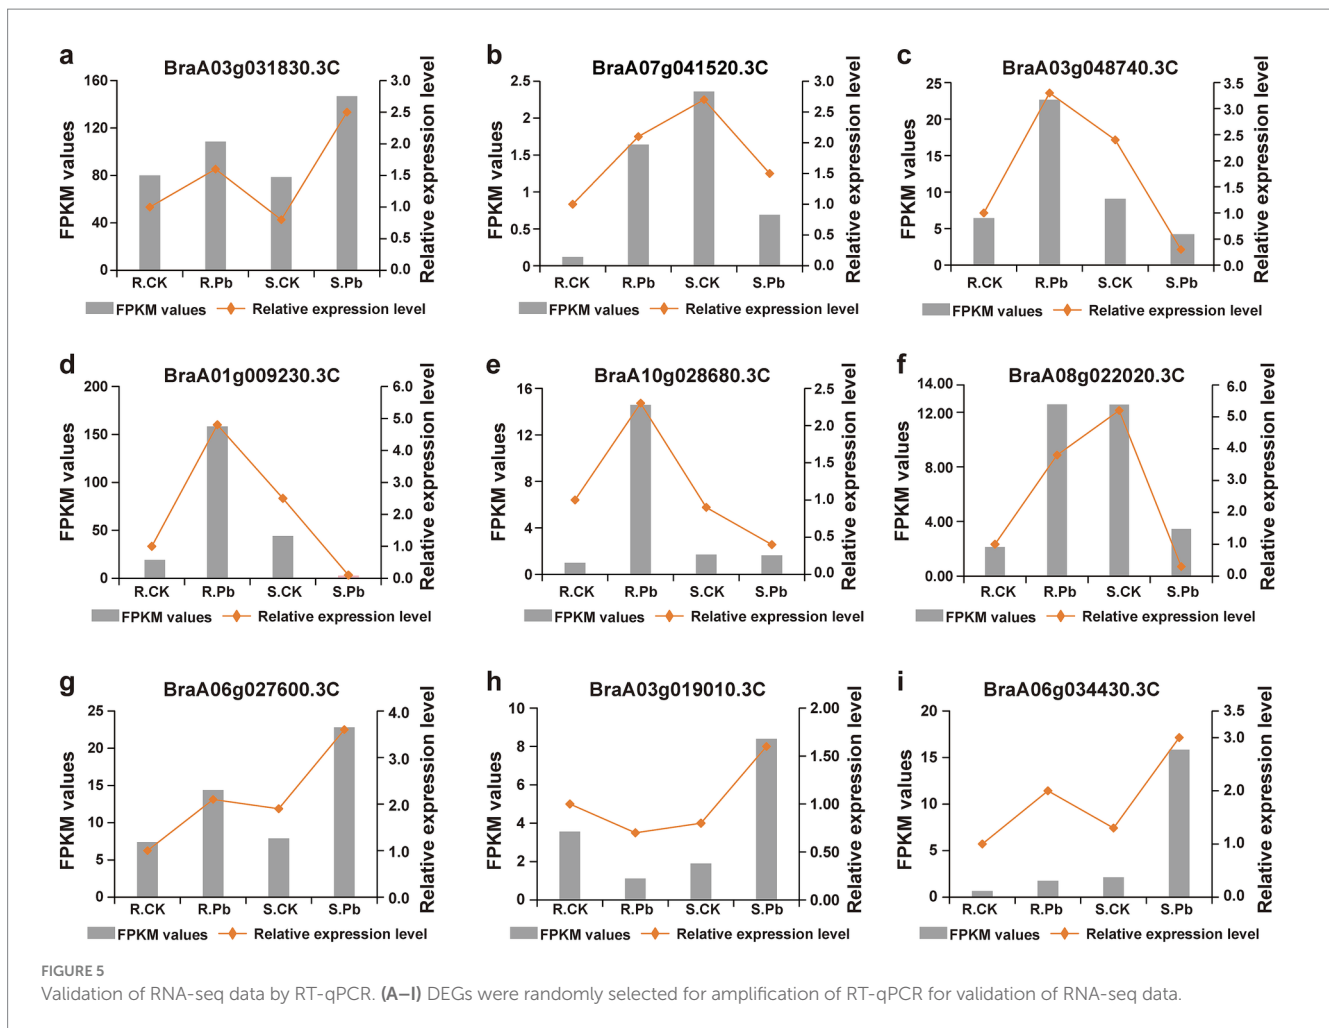 a
BraA03g031830.3C
FPKM values
160
120
80
40
0
3.0
2.5
2.0
1.5
1.0
0.5
0.0
Relative expression level
R.CK R.Pb S.CK S.Pb
FPKM values Relative expression level
b
BraA07g041520.3C
FPKM values
2.5
2
1.5
1
0.5
0
3.0
2.5
2.0
1.5
1.0
0.5
0.0
Relative expression level
R.CK R.Pb S.CK S.Pb
FPKM values Relative expression level
c
BraA03g048740.3C
FPKM values
25
20
15
10
5
0
3.5
3.0
2.5
2.0
1.5
1.0
0.5
0.0
Relative expression level
R.CK R.Pb S.CK S.Pb
FPKM values Relative expression level
d
BraA01g009230.3C
FPKM values
200
150
100
50
0
6.0
5.0
4.0
3.0
2.0
1.0
0.0
Relative expression level
R.CK R.Pb S.CK S.Pb
FPKM values Relative expression level
e
BraA10g028680.3C
FPKM values
16
12
8
4
0
2.5
2.0
1.5
1.0
0.5
0.0
Relative expression level
R.CK R.Pb S.CK S.Pb
FPKM values Relative expression level
f
BraA08g022020.3C
FPKM values
14.00
12.00
8.00
4.00
0.00
6.0
5.0
4.0
3.0
2.0
1.0
0.0
Relative expression level
R.CK R.Pb S.CK S.Pb
FPKM values Relative expression level
g
BraA06g027600.3C
FPKM values
25
20
15
10
5
0
4.0
3.0
2.0
1.0
0.0
Relative expression level
R.CK R.Pb S.CK S.Pb
FPKM values Relative expression level
h
BraA03g019010.3C
FPKM values
10
8
6
4
2
0
2.00
1.50
1.00
0.50
0.00
Relative expression level
R.CK R.Pb S.CK S.Pb
FPKM values Relative expression level
i
BraA06g034430.3C
FPKM values
20
15
10
5
0
3.5
3.0
2.0
1.0
0.0
Relative expression level
R.CK R.Pb S.CK S.Pb
FPKM values Relative expression level
FIGURE 5
Validation of RNA-seq data by RT-qPCR. (A–I) DEGs were randomly selected for amplification of RT-qPCR for validation of RNA-seq data.